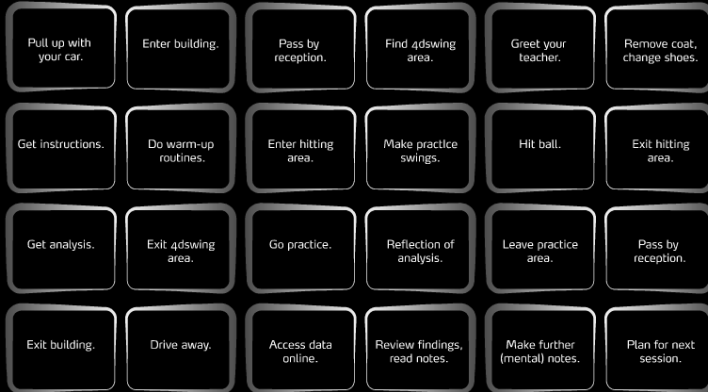 Pull up with
your car.
Enter building.
Pass by
reception.
Find 4dswing
area.
Greet your
teacher.
Remove coat,
change shoes.
Get instructions.
Do warm-up
routines.
Enter hitting
area.
Make practIce
swings.
Hit ball.
Exit hitting
area.
Get analysis.
Exit 4dswing
area.
Go practice.
Reflection of
analysis.
Leave practice
area.
Pass by
reception.
Exit building.
Drive away.
Access data
online.
Review findings,
read notes.
Make further
(mental) notes.
Plan for next
session.